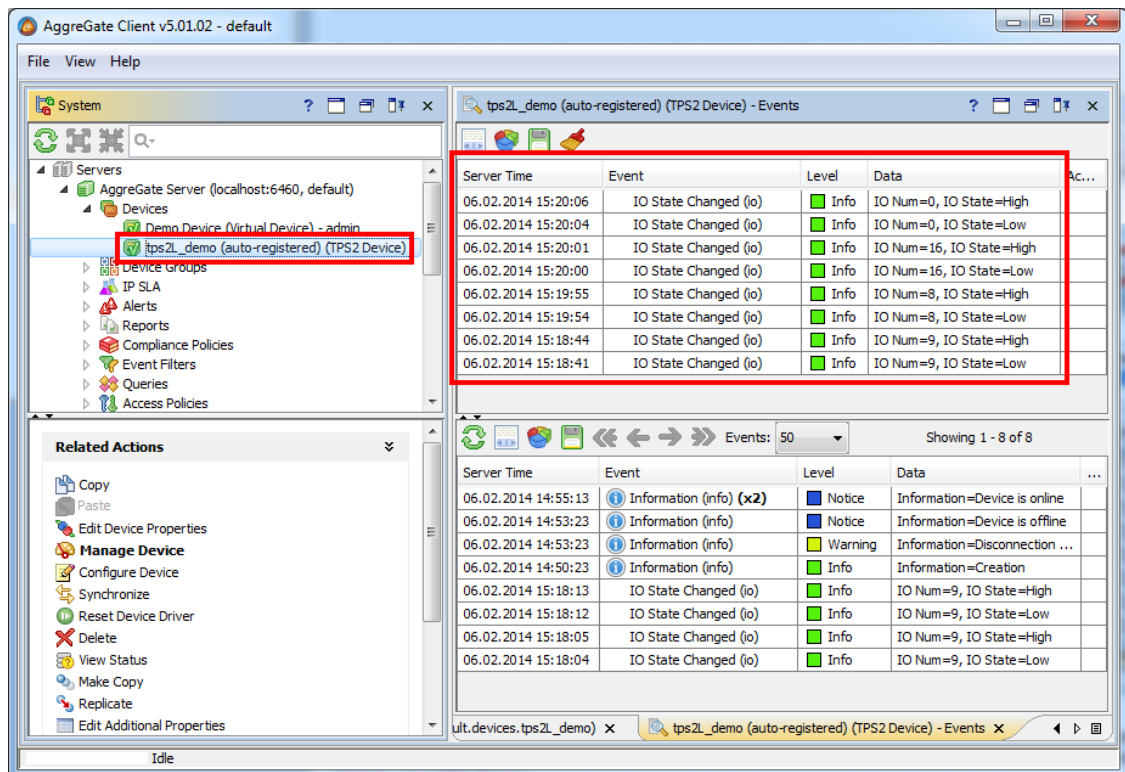 AggreGate Client v5.01.02 - default
File View Help
System
Servers
AggreGate Server (localhost:6460, default)
Devices
Demo Device (Virtual Device) - admin
tps2L_demo (auto-registered) (TPS2 Device)
Device Groups
IP SLA
Alerts
Reports
Compliance Policies
Event Filters
Queries
Access Policies
Related Actions
Copy
Paste
Edit Device Properties
Manage Device
Configure Device
Synchronize
Reset Device Driver
Delete
View Status
Make Copy
Replicate
Edit Additional Properties
tps2L_demo (auto-registered) (TPS2 Device) - Events
Server Time Event Level Data Ac...
06.02.2014 15:20:06 IO State Changed (io) Info IO Num=0, IO State=High
06.02.2014 15:20:04 IO State Changed (io) Info IO Num=0, IO State=Low
06.02.2014 15:20:01 IO State Changed (io) Info IO Num=16, IO State=High
06.02.2014 15:20:00 IO State Changed (io) Info IO Num=16, IO State=Low
06.02.2014 15:19:55 IO State Changed (io) Info IO Num=8, IO State=High
06.02.2014 15:19:54 IO State Changed (io) Info IO Num=8, IO State=Low
06.02.2014 15:18:44 IO State Changed (io) Info IO Num=9, IO State=High
06.02.2014 15:18:41 IO State Changed (io) Info IO Num=9, IO State=Low
Events: 50 Showing 1 - 8 of 8
Server Time Event Level Data ...
06.02.2014 14:55:13 Information (info) (x2) Notice Information=Device is online
06.02.2014 14:53:23 Information (info) Notice Information=Device is offline
06.02.2014 14:53:23 Information (info) Warning Information=Disconnection ...
06.02.2014 14:50:23 Information (info) Info Information=Creation
06.02.2014 15:18:13 IO State Changed (io) Info IO Num=9, IO State=High
06.02.2014 15:18:12 IO State Changed (io) Info IO Num=9, IO State=Low
06.02.2014 15:18:05 IO State Changed (io) Info IO Num=9, IO State=High
06.02.2014 15:18:04 IO State Changed (io) Info IO Num=9, IO State=Low
ult.devices.tps2L_demo) tps2L_demo (auto-registered) (TPS2 Device) - Events
Idle